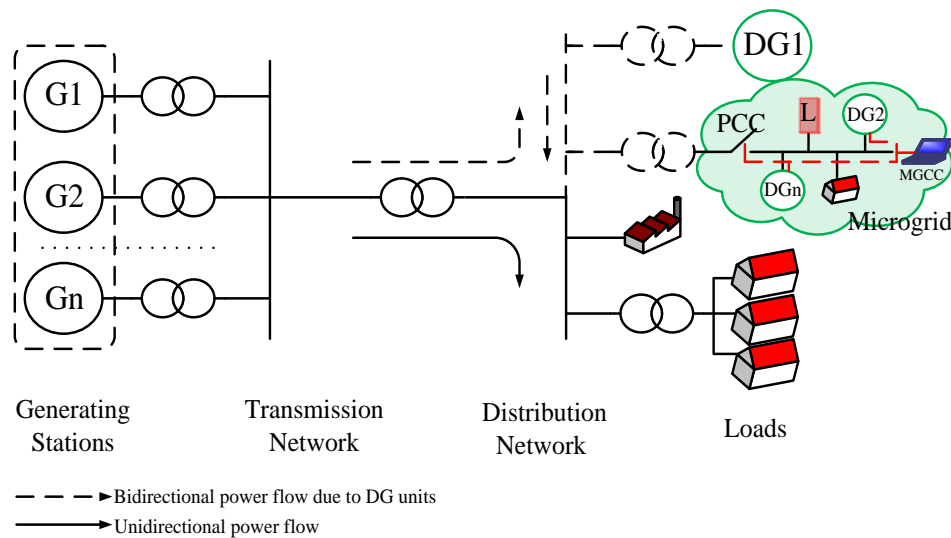 G1
G2
Gn
DG1
PCC
L
DG2
DGn
MGCC
Microgrid
Generating
Stations
Transmission
Network
Distribution
Network
Loads
Bidirectional power flow due to DG units
Unidirectional power flow